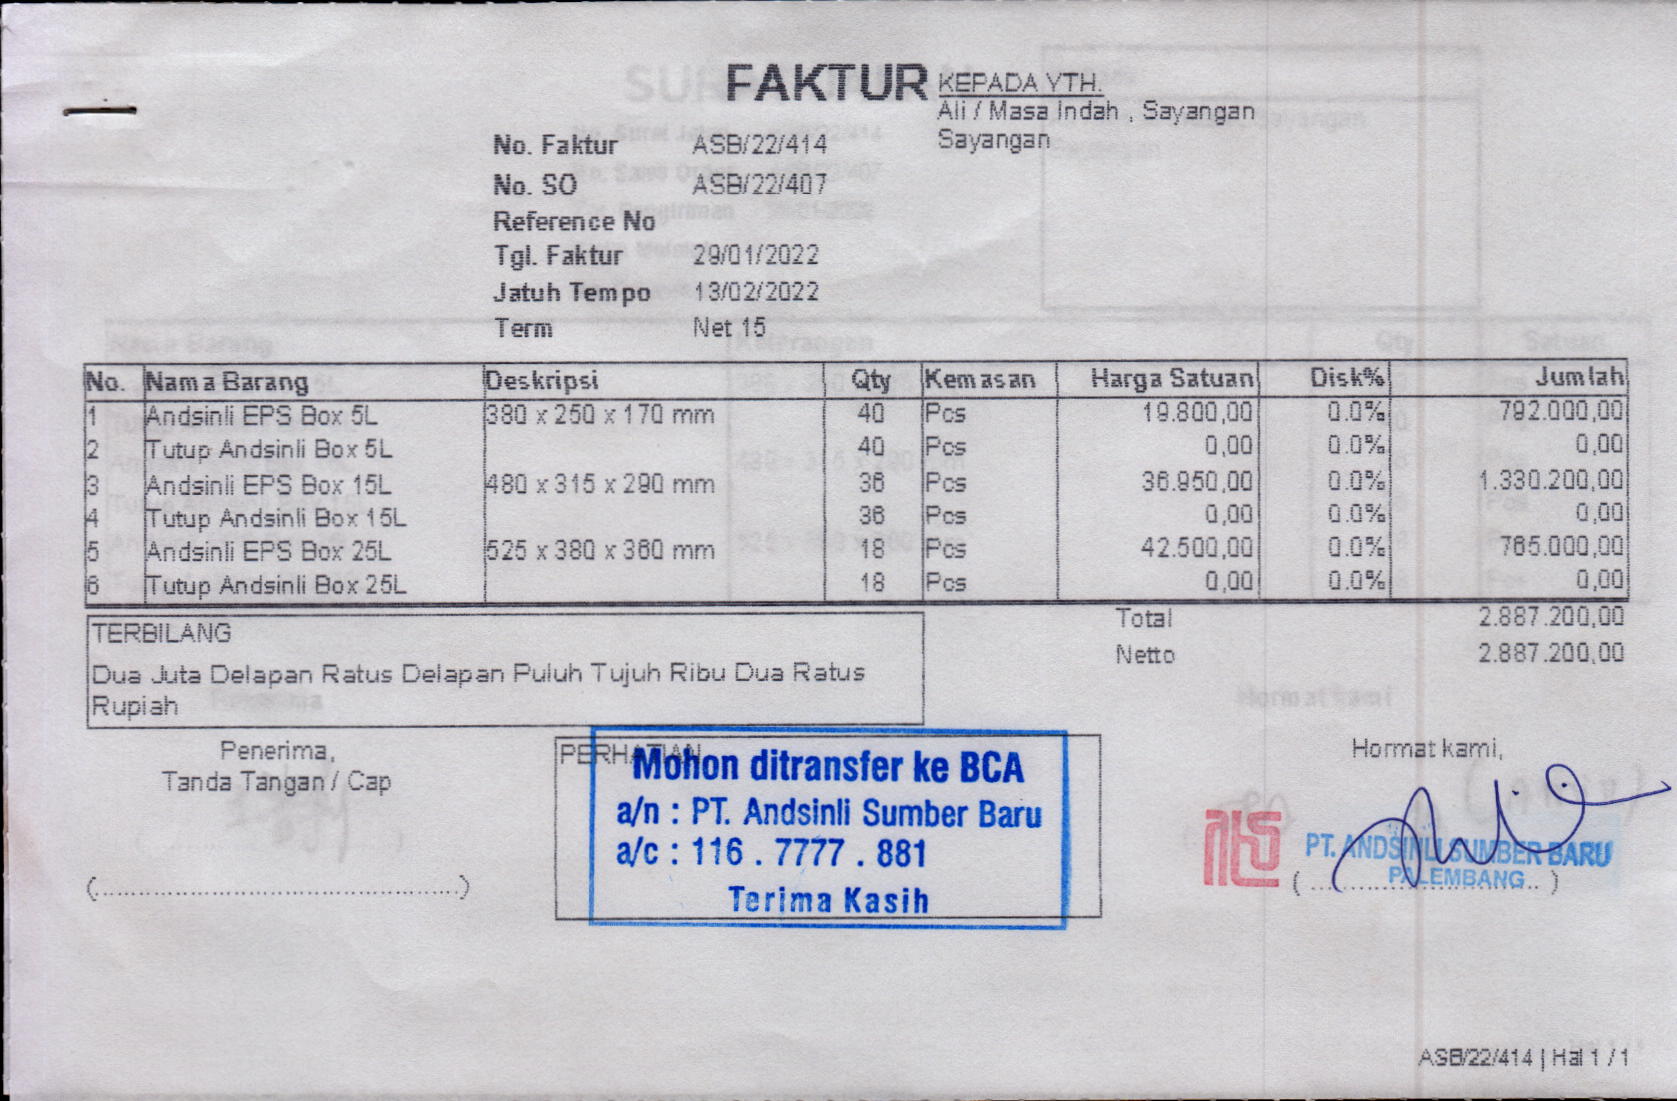 FAKTUR
KEPADA YTH.
Ali / Masa Indah , Sayangan
Sayangan
No. Faktur ASB/22/414
No. SO ASB/22/407
Reference No
Tgl. Faktur 29/01/2022
Jatuh Tempo 13/02/2022
Term Net 15
No. Nama Barang Deskripsi Qty Kemasan Harga Satuan Disk% Jumlah
1 Andsinli EPS Box 5L 380 x 250 x 170 mm 40 Pcs 19.800,00 0.0% 792.000,00
2 Tutup Andsinli Box 5L 40 Pcs 0,00 0.0% 0,00
3 Andsinli EPS Box 15L 480 x 315 x 290 mm 36 Pcs 36.950,00 0.0% 1.330.200,00
4 Tutup Andsinli Box 15L 36 Pcs 0,00 0.0% 0,00
5 Andsinli EPS Box 25L 525 x 380 x 360 mm 18 Pcs 42.500,00 0.0% 765.000,00
6 Tutup Andsinli Box 25L 18 Pcs 0,00 0.0% 0,00
Total 2.887.200,00
Netto 2.887.200,00
TERBILANG
Dua Juta Delapan Ratus Delapan Puluh Tujuh Ribu Dua Ratus
Rupiah
Penerima,
Tanda Tangan / Cap
(..........................................................)
PERHATIAN
Mohon ditransfer ke BCA
a/n : PT. Andsinli Sumber Baru
a/c : 116 . 7777 . 881
Terima Kasih
Hormat kami,
PT. ANDSINLI SUMBER BARU
PALEMBANG
( ..................................... )
ASB/22/414 | Hal 1 / 1